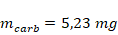 m_carb = 5,23 mg